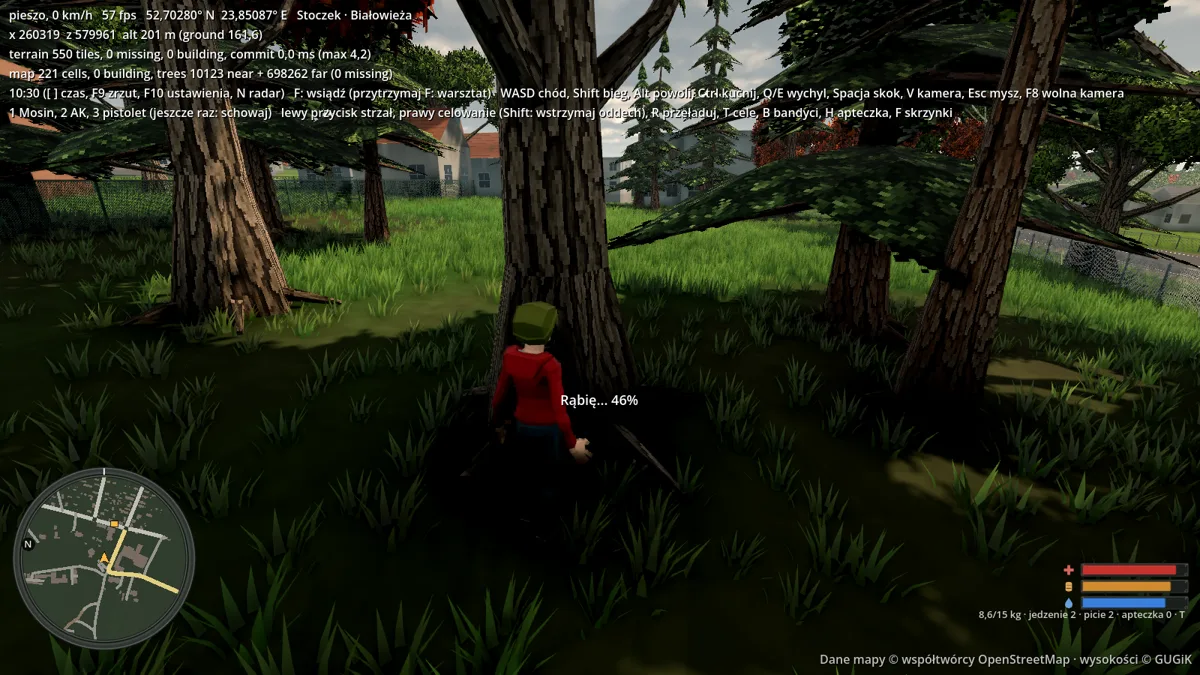 pieszo, 0 km/h 57 fps 52,70280° N 23,85087° E Stoczek · Białowieża
x 260319 z 579961 alt 201 m (ground 161,6)
terrain 550 tiles, 0 missing, 0 building, commit 0,0 ms (max 4,2)
map 221 cells, 0 building, trees 10123 near + 698262 far (0 missing)
10:30 ([ ] czas, F9 zrzut, F10 ustawienia, N radar) F: wsiądź (przytrzymaj F: warsztat) · WASD chód, Shift bieg, Alt powoli, Ctrl kucnij, Q/E wychyl, Spacja skok, V kamera, Esc mysz, F8 wolna kamera
1 Mosin, 2 AK, 3 pistolet (jeszcze raz: schowaj) lewy przycisk strzał, prawy celowanie (Shift: wstrzymaj oddech), R przeładuj, T cele, B bandyci, H apteczka, F skrzynki
Rąbię... 46%
N
8,6/15 kg · jedzenie 2 · picie 2 · apteczka 0 · T
Dane mapy © współtwórcy OpenStreetMap · wysokości © GUGiK